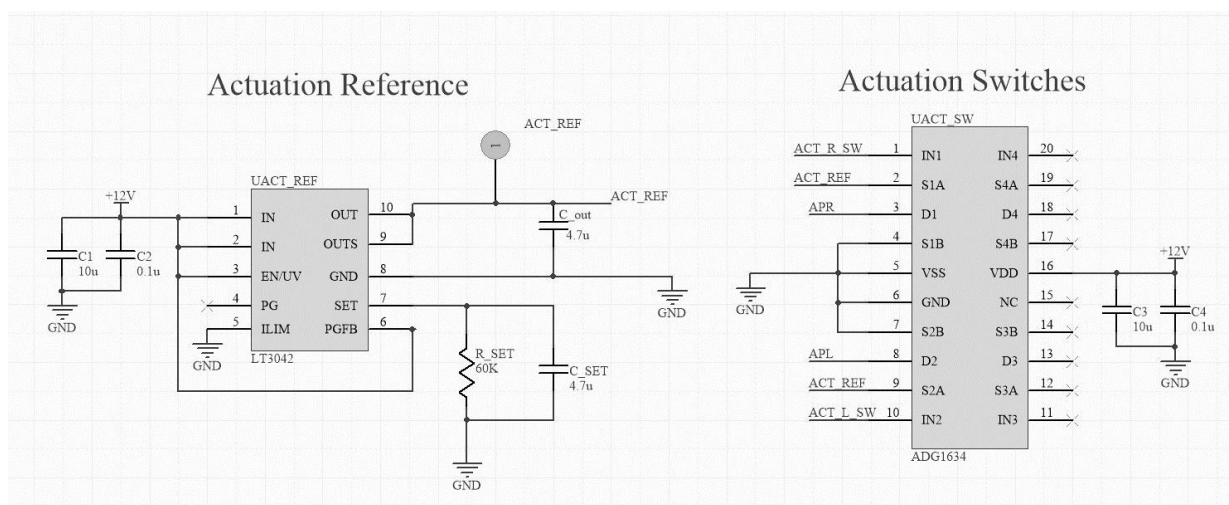 Actuation Reference
ACT_REF
UACT_REF
+12V
1 IN OUT 10
ACT_REF
2 IN OUTS 9
C_out
4.7u
C1
10u
C2
0.1u
3 EN/UV GND 8
GND
4 PG SET 7
GND
5 ILIM PGFB 6
GND
LT3042
R_SET
60K
C_SET
4.7u
GND
1
Actuation Switches
UACT_SW
ACT_R_SW 1 IN1 IN4 20
ACT_REF 2 S1A S4A 19
APR 3 D1 D4 18
4 S1B S4B 17
+12V
5 VSS VDD 16
GND
6 GND NC 15
C3
10u
C4
0.1u
7 S2B S3B 14
APL 8 D2 D3 13
GND
ACT_REF 9 S2A S3A 12
ACT_L_SW 10 IN2 IN3 11
ADG1634